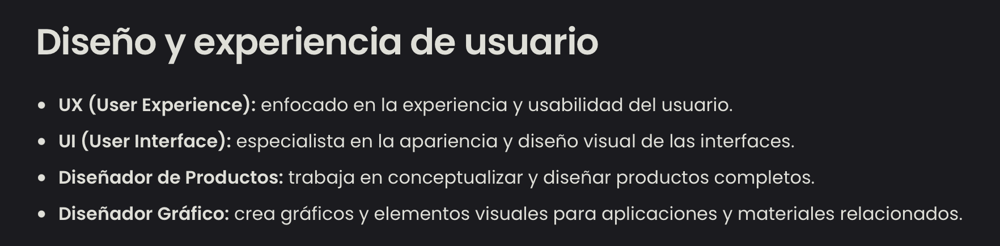 Diseño y experiencia de usuario
• UX (User Experience): enfocado en la experiencia y usabilidad del usuario.
• UI (User Interface): especialista en la apariencia y diseño visual de las interfaces.
• Diseñador de Productos: trabaja en conceptualizar y diseñar productos completos.
• Diseñador Gráfico: crea gráficos y elementos visuales para aplicaciones y materiales relacionados.